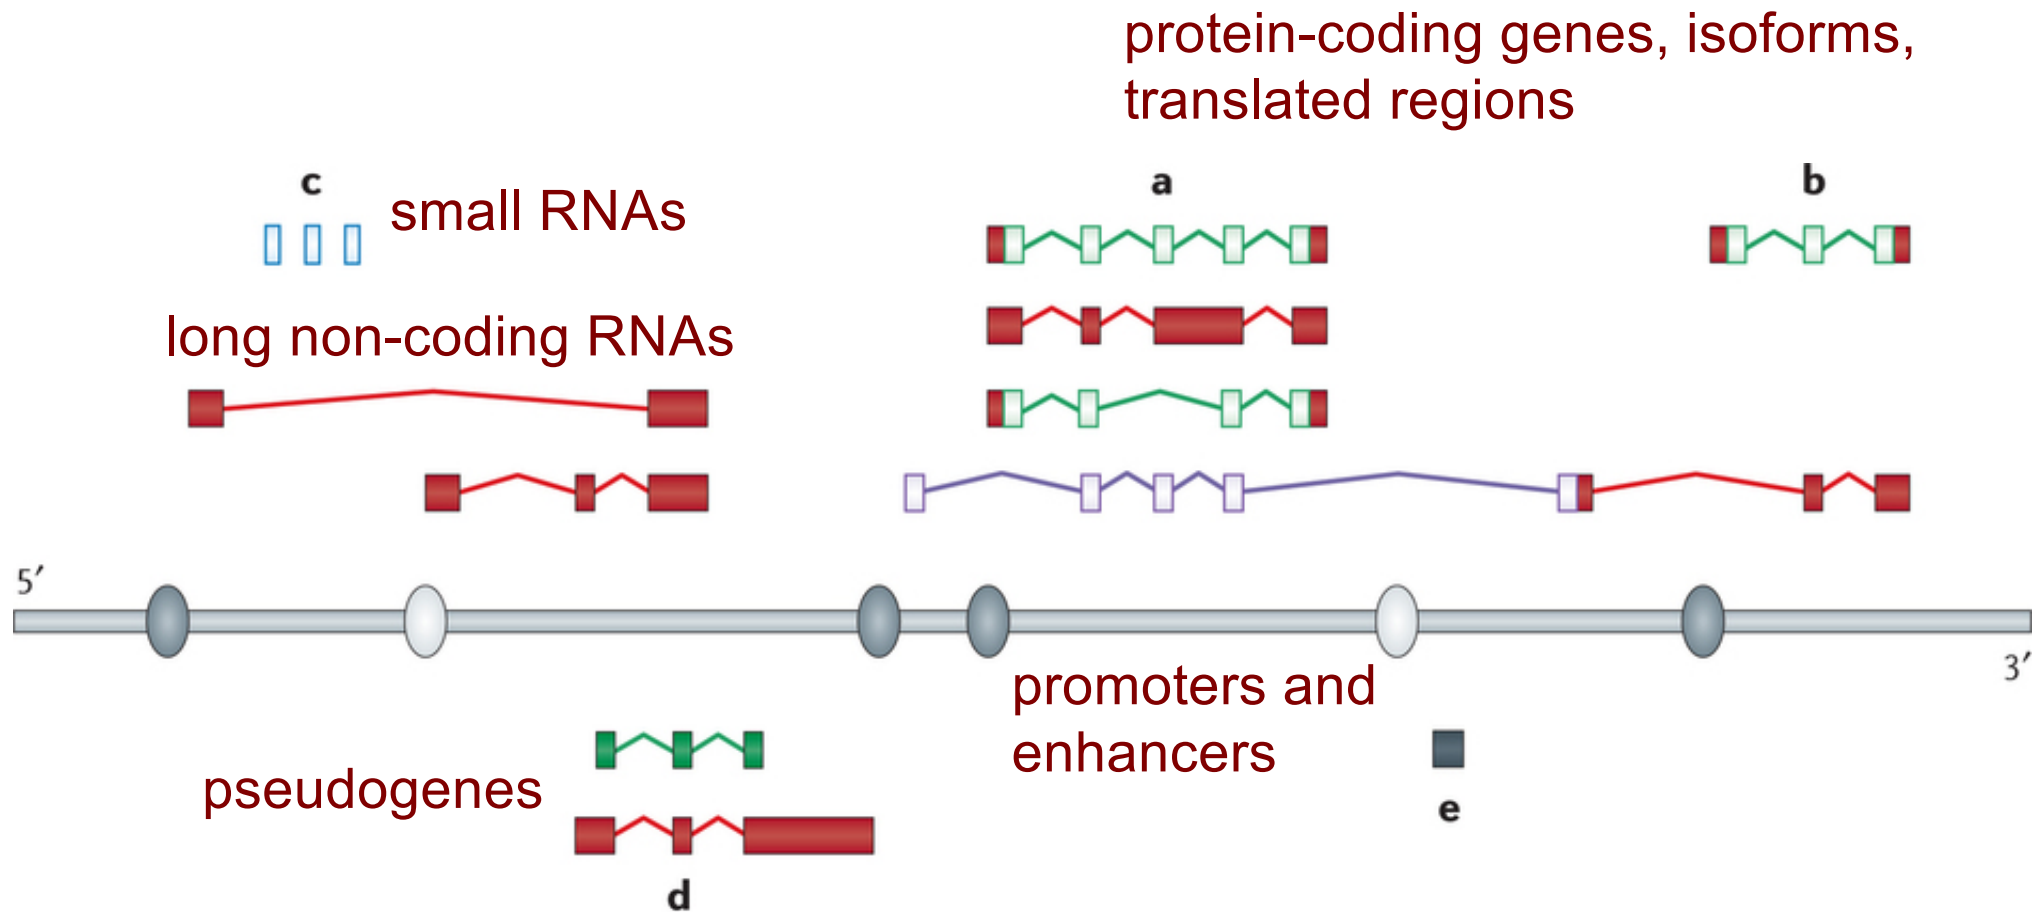 protein-coding genes, isoforms,
translated regions
c
a
b
small RNAs
long non-coding RNAs
5′
3′
promoters and
enhancers
pseudogenes
e
d